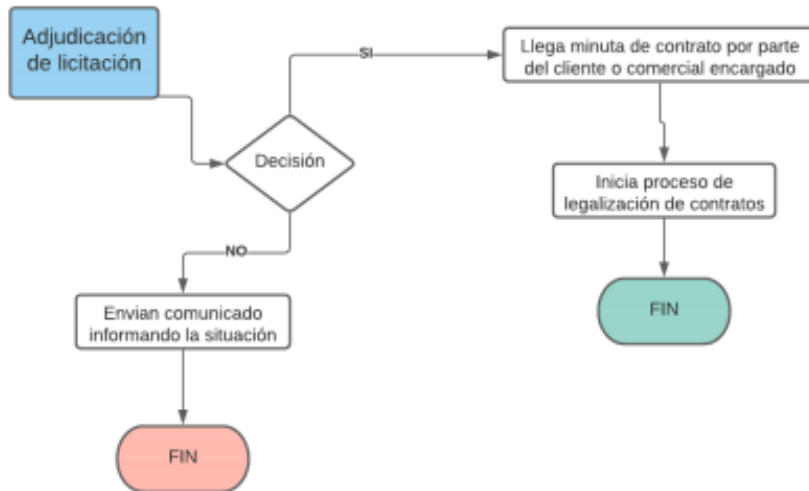 Adjudicación
de licitación
SI
Llega minuta de contrato por parte
del cliente o comercial encargado
Decisión
Inicia proceso de
legalización de contratos
NO
Envian comunicado
informando la situación
FIN
FIN